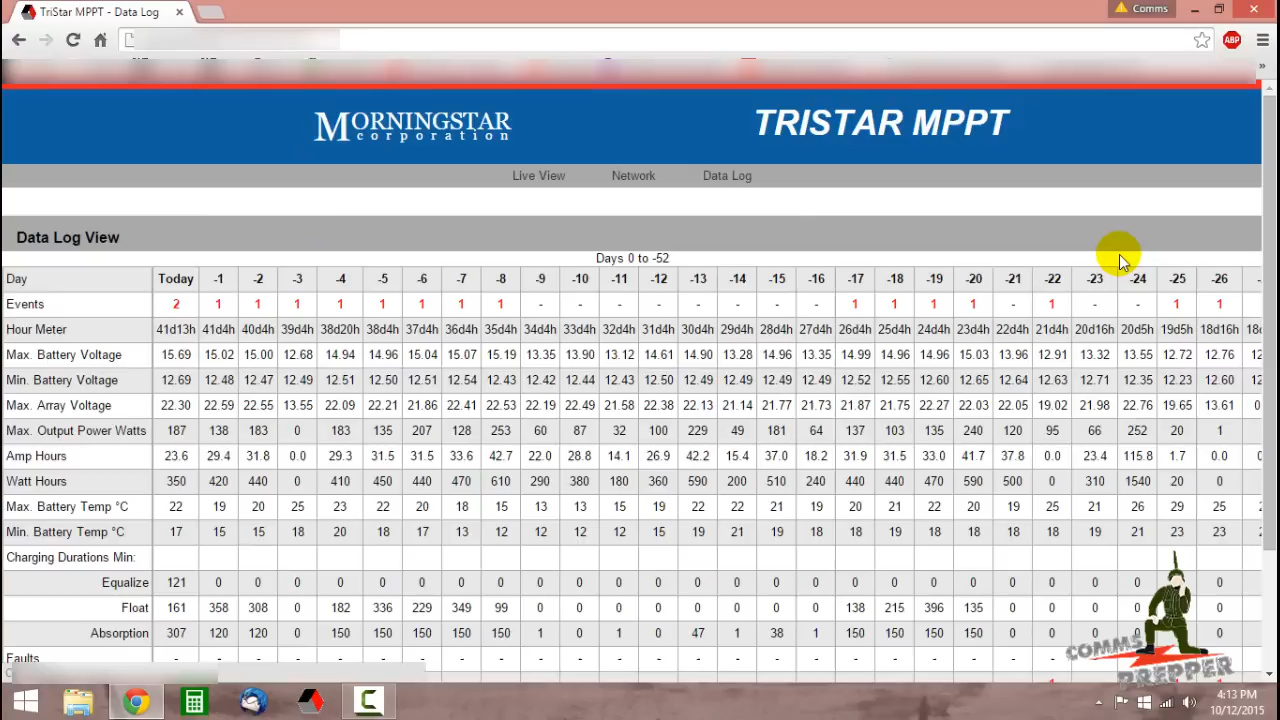 TriStar MPPT - Data Log ×
Comms
ABP
MORNINGSTAR
corporation
TRISTAR MPPT
Live View Network Data Log
Data Log View
Days 0 to -52
Day Today -1 -2 -3 -4 -5 -6 -7 -8 -9 -10 -11 -12 -13 -14 -15 -16 -17 -18 -19 -20 -21 -22 -23 -24 -25 -26
Events 2 1 1 1 1 1 1 1 1 - - - - - - - - 1 1 1 1 - 1 - - 1 1
Hour Meter 41d13h 41d4h 40d4h 39d4h 38d20h 38d4h 37d4h 36d4h 35d4h 34d4h 33d4h 32d4h 31d4h 30d4h 29d4h 28d4h 27d4h 26d4h 25d4h 24d4h 23d4h 22d4h 21d4h 20d16h 20d5h 19d5h 18d16h
Max. Battery Voltage 15.69 15.02 15.00 12.68 14.94 14.96 15.04 15.07 15.19 13.35 13.90 13.12 14.61 14.90 13.28 14.96 13.35 14.99 14.96 14.96 15.03 13.96 12.91 13.32 13.55 12.72 12.76 12
Min. Battery Voltage 12.69 12.48 12.47 12.49 12.51 12.50 12.51 12.54 12.43 12.42 12.44 12.43 12.50 12.49 12.49 12.49 12.49 12.52 12.55 12.60 12.65 12.64 12.63 12.71 12.35 12.23 12.60 12
Max. Array Voltage 22.30 22.59 22.55 13.55 22.09 22.21 21.86 22.41 22.53 22.19 22.49 21.58 22.38 22.13 21.14 21.77 21.73 21.87 21.75 22.27 22.03 22.05 19.02 21.98 22.76 19.65 13.61
Max. Output Power Watts 187 138 183 0 183 135 207 128 253 60 87 32 100 229 49 181 64 137 103 135 240 120 95 66 252 20 1
Amp Hours 23.6 29.4 31.8 0.0 29.3 31.5 31.5 33.6 42.7 22.0 28.8 14.1 26.9 42.2 15.4 37.0 18.2 31.9 31.5 33.0 41.7 37.8 0.0 23.4 115.8 1.7 0.0
Watt Hours 350 420 440 0 410 450 440 470 610 290 380 180 360 590 200 510 240 440 440 470 590 500 0 310 1540 20 0
Max. Battery Temp °C 22 19 20 25 23 22 20 18 15 13 13 15 19 22 22 21 19 20 21 22 20 19 25 21 26 29 25
Min. Battery Temp °C 17 15 15 18 20 18 17 13 12 12 12 12 15 19 21 19 18 18 19 18 18 18 18 19 21 23 23
Charging Durations Min:
Equalize 121 0 0 0 0 0 0 0 0 0 0 0 0 0 0 0 0 0 0 0 0 0 0 0 0 0 0
Float 161 358 308 0 182 336 229 349 99 0 0 0 0 0 0 0 0 138 215 396 135 0 0 0 0 0 0
Absorption 307 120 120 0 150 150 150 150 150 1 0 1 0 47 1 38 1 150 150 150 150 0 0 0 0 0 0
Faults - - - - - - - - - - - - - - - - - - - - - - - - - - -
COMMS
PREPPER
4:13 PM
10/12/2015